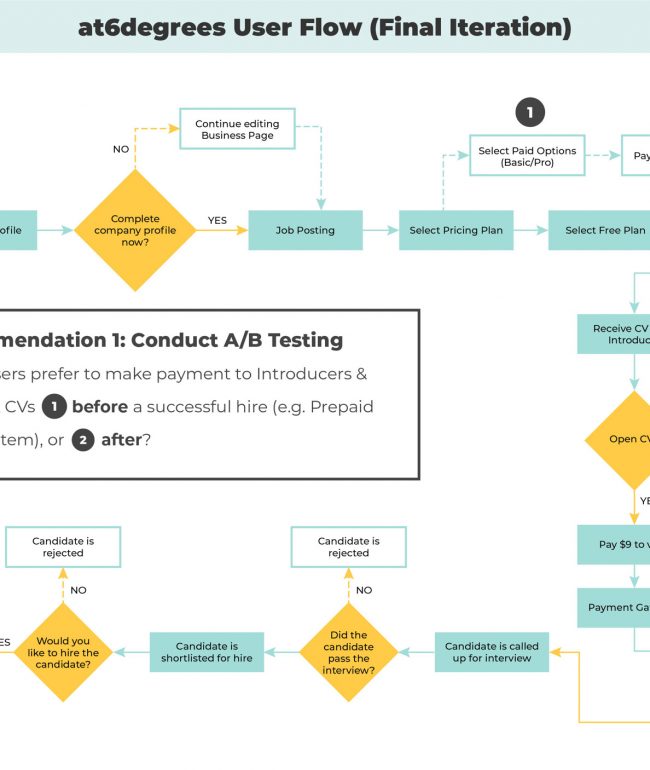 at6degrees User Flow (Final Iteration)
1
Continue editing
Business Page
NO
Select Paid Options
(Basic/Pro)
Pay
ofile
Complete
company profile
now?
YES
Job Posting
Select Pricing Plan
Select Free Plan
mendation 1: Conduct A/B Testing
sers prefer to make payment to Introducers &
CVs 1 before a successful hire (e.g. Prepaid
tem), or 2 after?
Receive CV
Introduc
Open CV
YE
Pay $9 to v
Payment Ga
Candidate is
rejected
NO
Candidate is
rejected
NO
ES
Would you
like to hire the
candidate?
Candidate is
shortlisted for hire
Did the
candidate
pass the
interview?
Candidate is called
up for interview